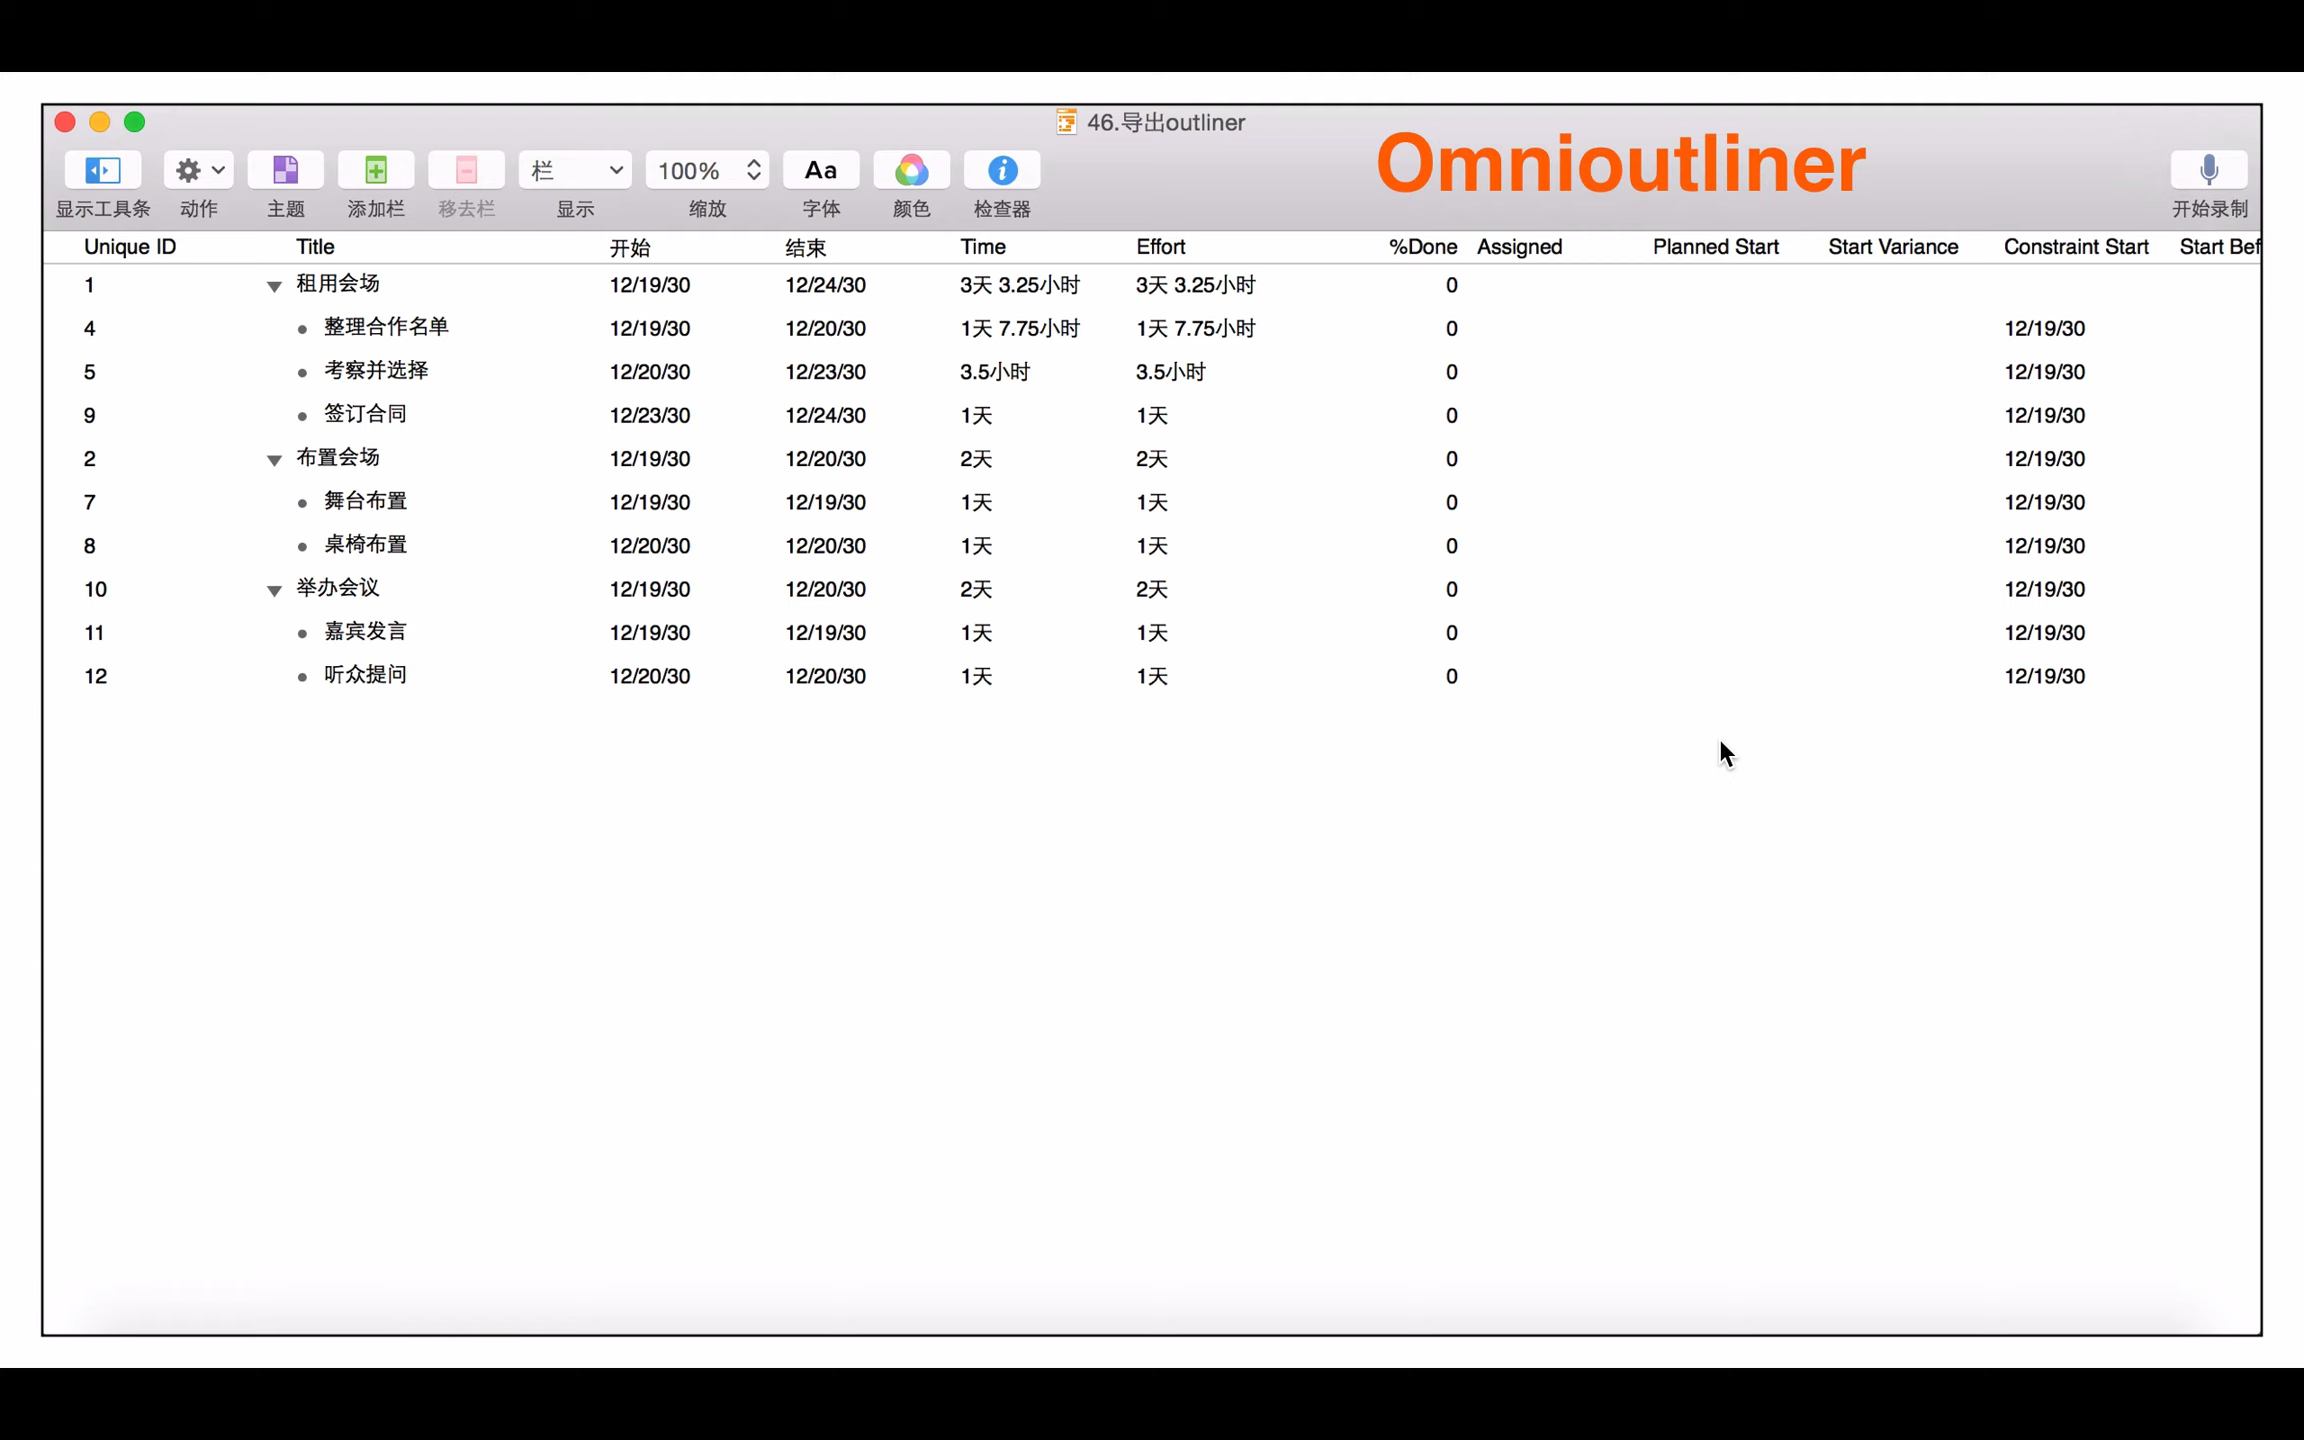 46.导出outliner
Omnioutliner
栏 100% Aa
显示工具条 动作 主题 添加栏 移去栏 显示 缩放 字体 颜色 检查器 开始录制
Unique ID Title 开始 结束 Time Effort %Done Assigned Planned Start Start Variance Constraint Start Start Bef
1 租用会场 12/19/30 12/24/30 3天 3.25小时 3天 3.25小时 0
4 整理合作名单 12/19/30 12/20/30 1天 7.75小时 1天 7.75小时 0 12/19/30
5 考察并选择 12/20/30 12/23/30 3.5小时 3.5小时 0 12/19/30
9 签订合同 12/23/30 12/24/30 1天 1天 0 12/19/30
2 布置会场 12/19/30 12/20/30 2天 2天 0 12/19/30
7 舞台布置 12/19/30 12/19/30 1天 1天 0 12/19/30
8 桌椅布置 12/20/30 12/20/30 1天 1天 0 12/19/30
10 举办会议 12/19/30 12/20/30 2天 2天 0 12/19/30
11 嘉宾发言 12/19/30 12/19/30 1天 1天 0 12/19/30
12 听众提问 12/20/30 12/20/30 1天 1天 0 12/19/30